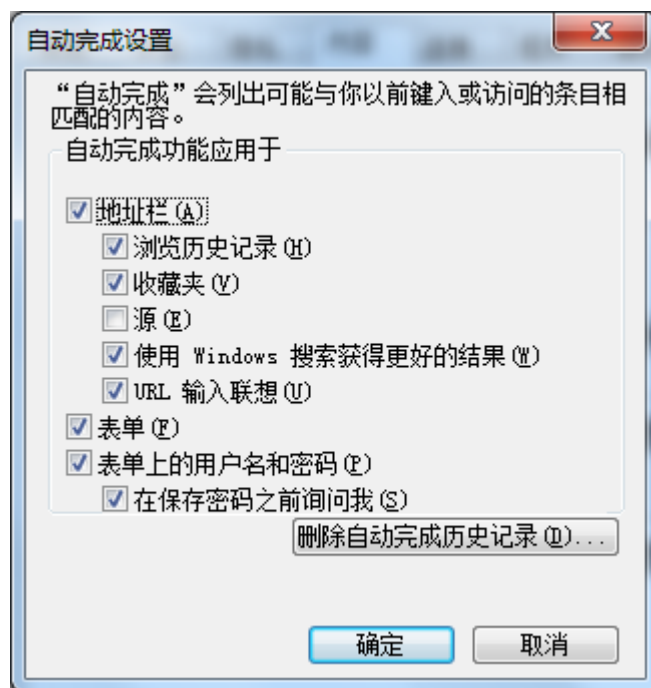 自动完成设置
“自动完成”会列出可能与你以前键入或访问的条目相
匹配的内容。
自动完成功能应用于
地址栏(A)
浏览历史记录(H)
收藏夹(V)
源(E)
使用 Windows 搜索获得更好的结果(W)
URL 输入联想(U)
表单(F)
表单上的用户名和密码(P)
在保存密码之前询问我(S)
删除自动完成历史记录(D)...
确定
取消